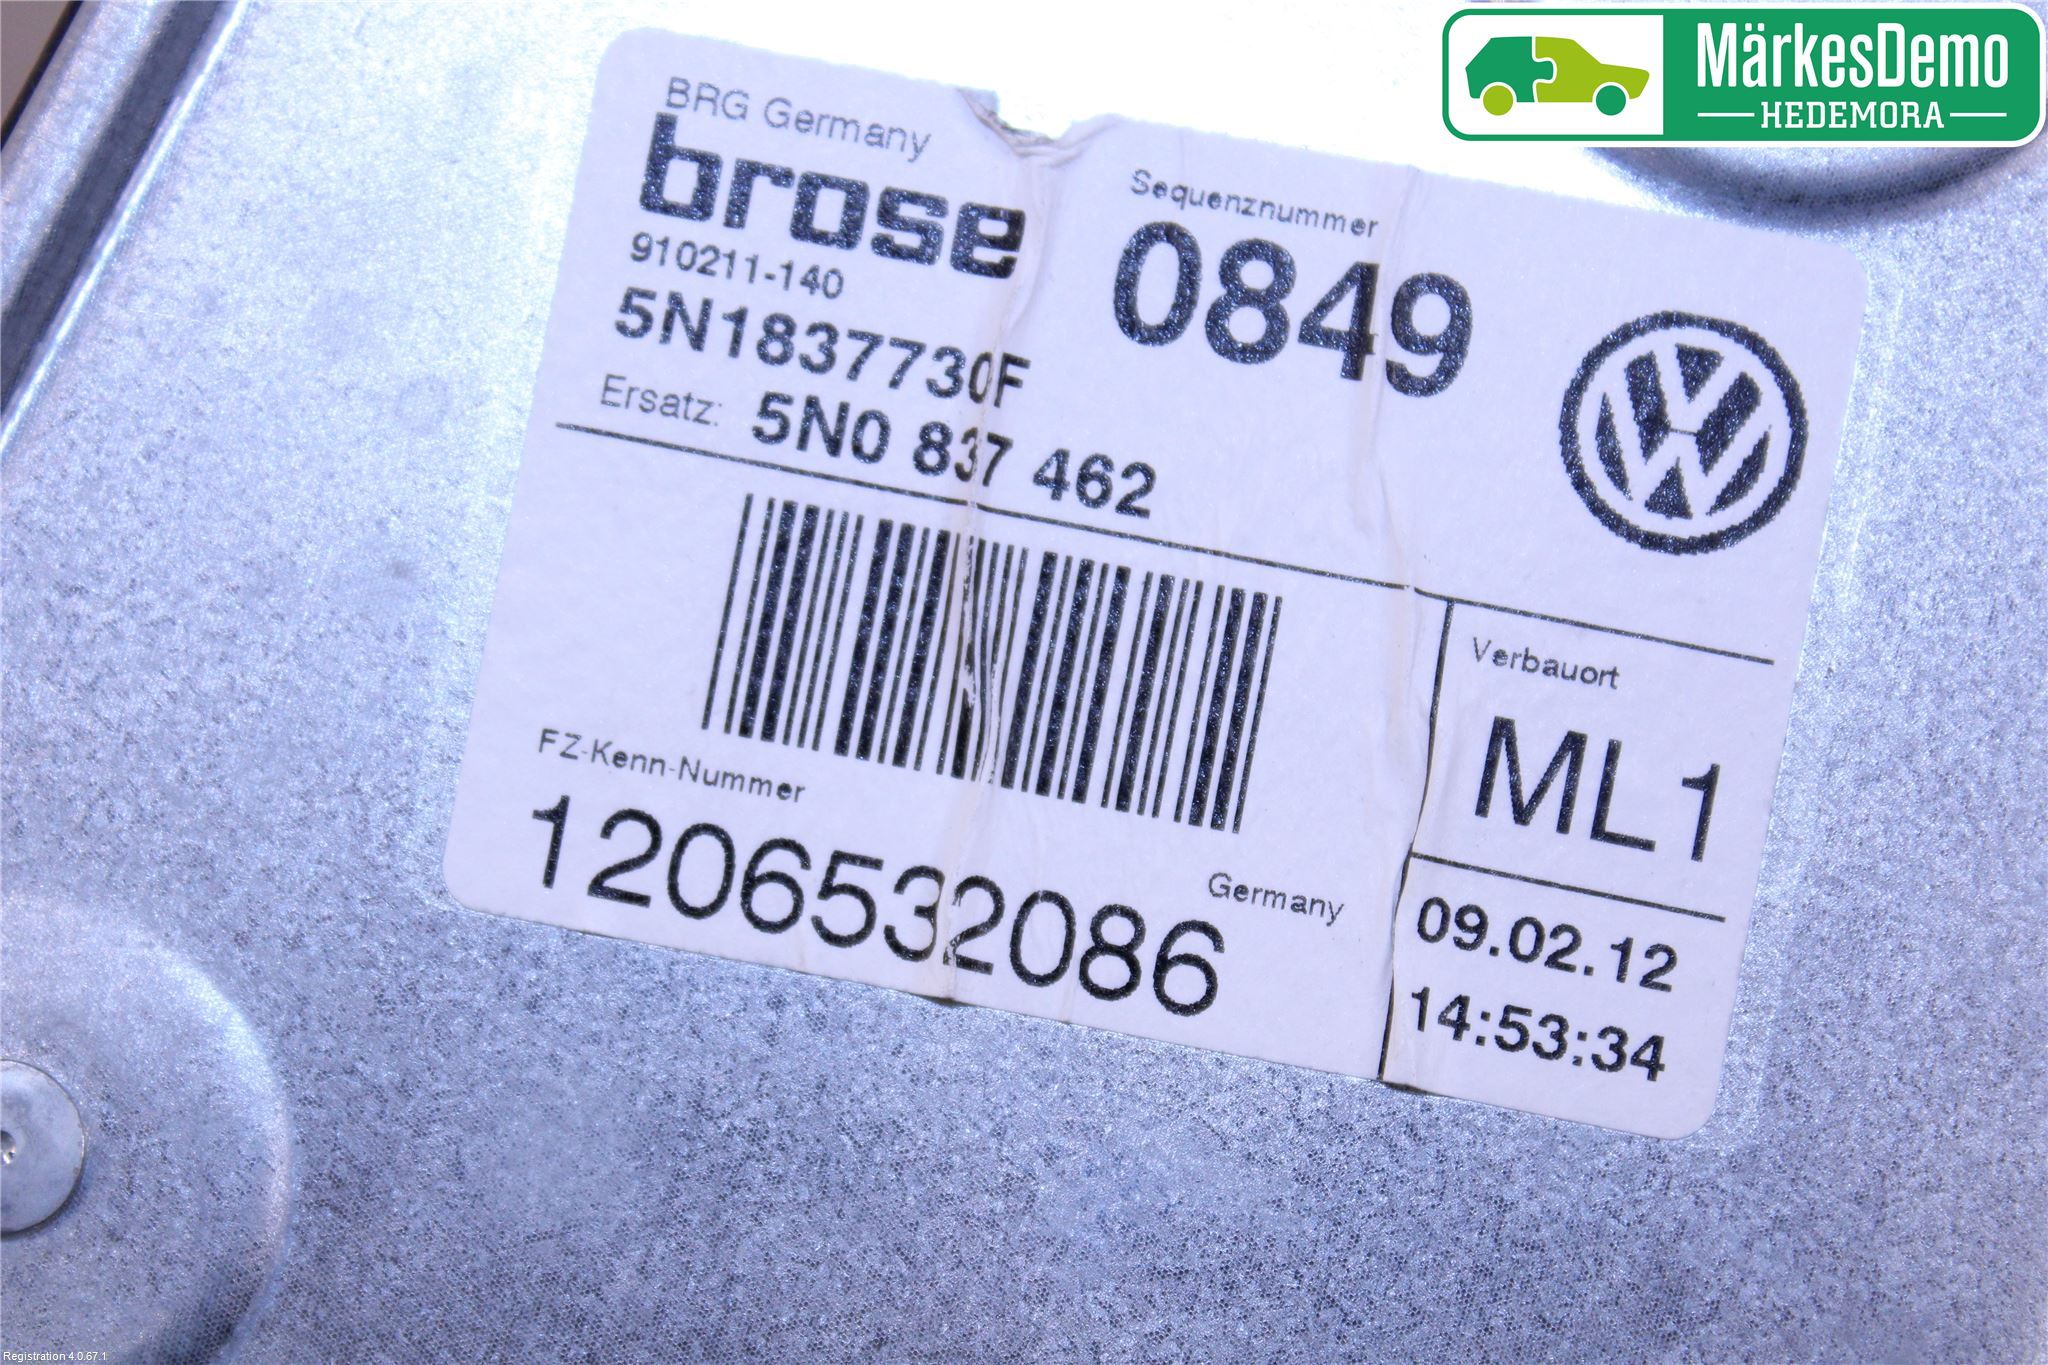 MärkesDemo
HEDEMORA
BRG Germany
brose
910211-140
5N1837730F
Ersatz: 5N0 837 462
Sequenznummer
0849
FZ-Kenn-Nummer
1206532086
Germany
Verbauort
ML1
09.02.12
14:53:34
Registration 4.0.67.1